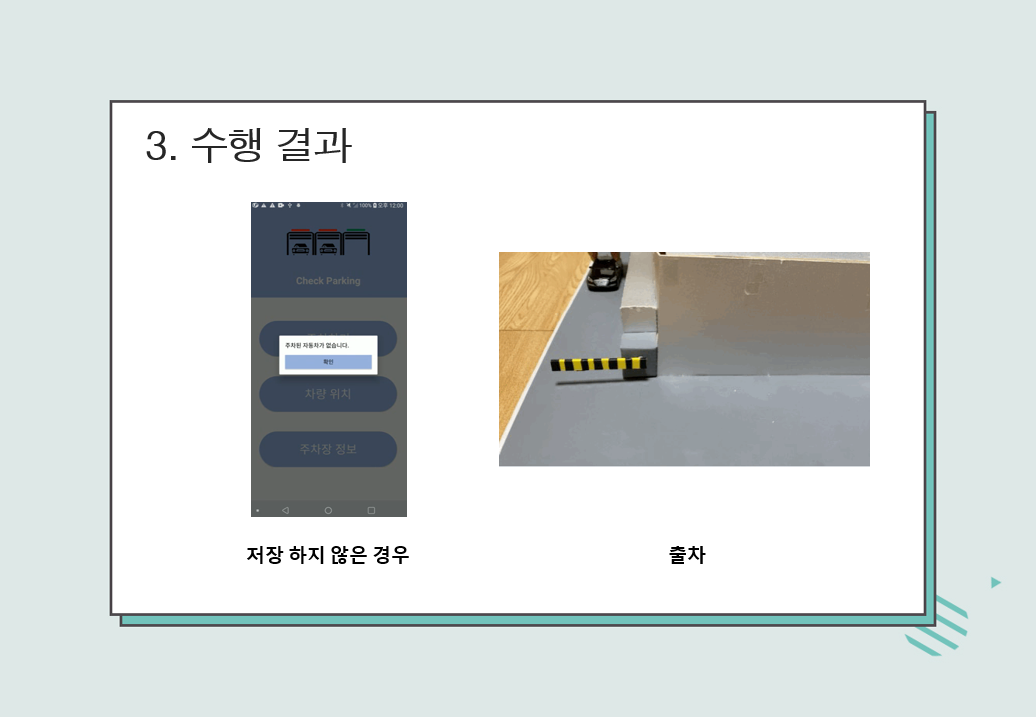 3. 수행 결과
100% 오후 12:00
Check Parking
주차된 자동차가 없습니다.
확인
차량 위치
주차장 정보
저장 하지 않은 경우
출차